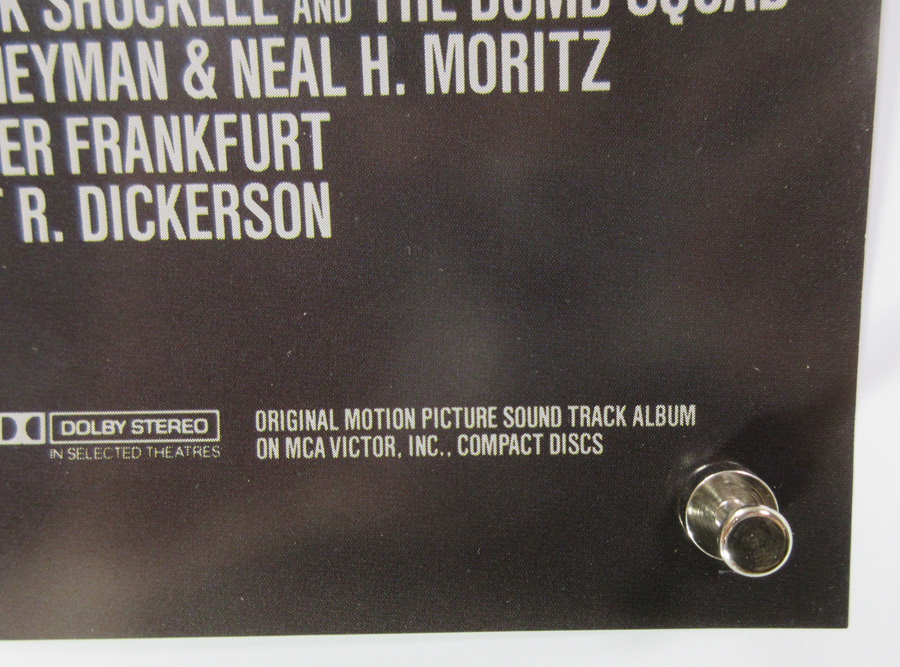 K SHOCKLEE AND THE BOMB SQUAD
EYMAN & NEAL H. MORITZ
ER FRANKFURT
R. DICKERSON
DOLBY STEREO
IN SELECTED THEATRES
ORIGINAL MOTION PICTURE SOUND TRACK ALBUM
ON MCA VICTOR, INC., COMPACT DISCS